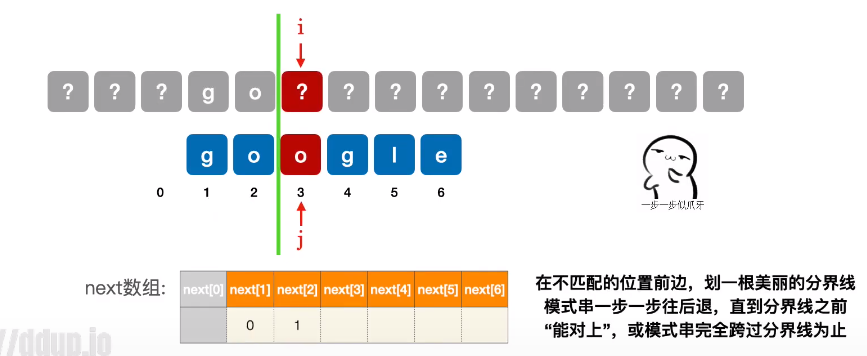 i
? ? ? g o ? ? ? ? ? ? ? ? ? ?
g o o g l e
0 1 2 3 4 5 6
一步一步似爪牙
j
next数组:
next[0] next[1] next[2] next[3] next[4] next[5] next[6]
0 1
在不匹配的位置前边，划一根美丽的分界线
模式串一步一步往后退，直到分界线之前
“能对上”，或模式串完全跨过分界线为止
//ddup.io